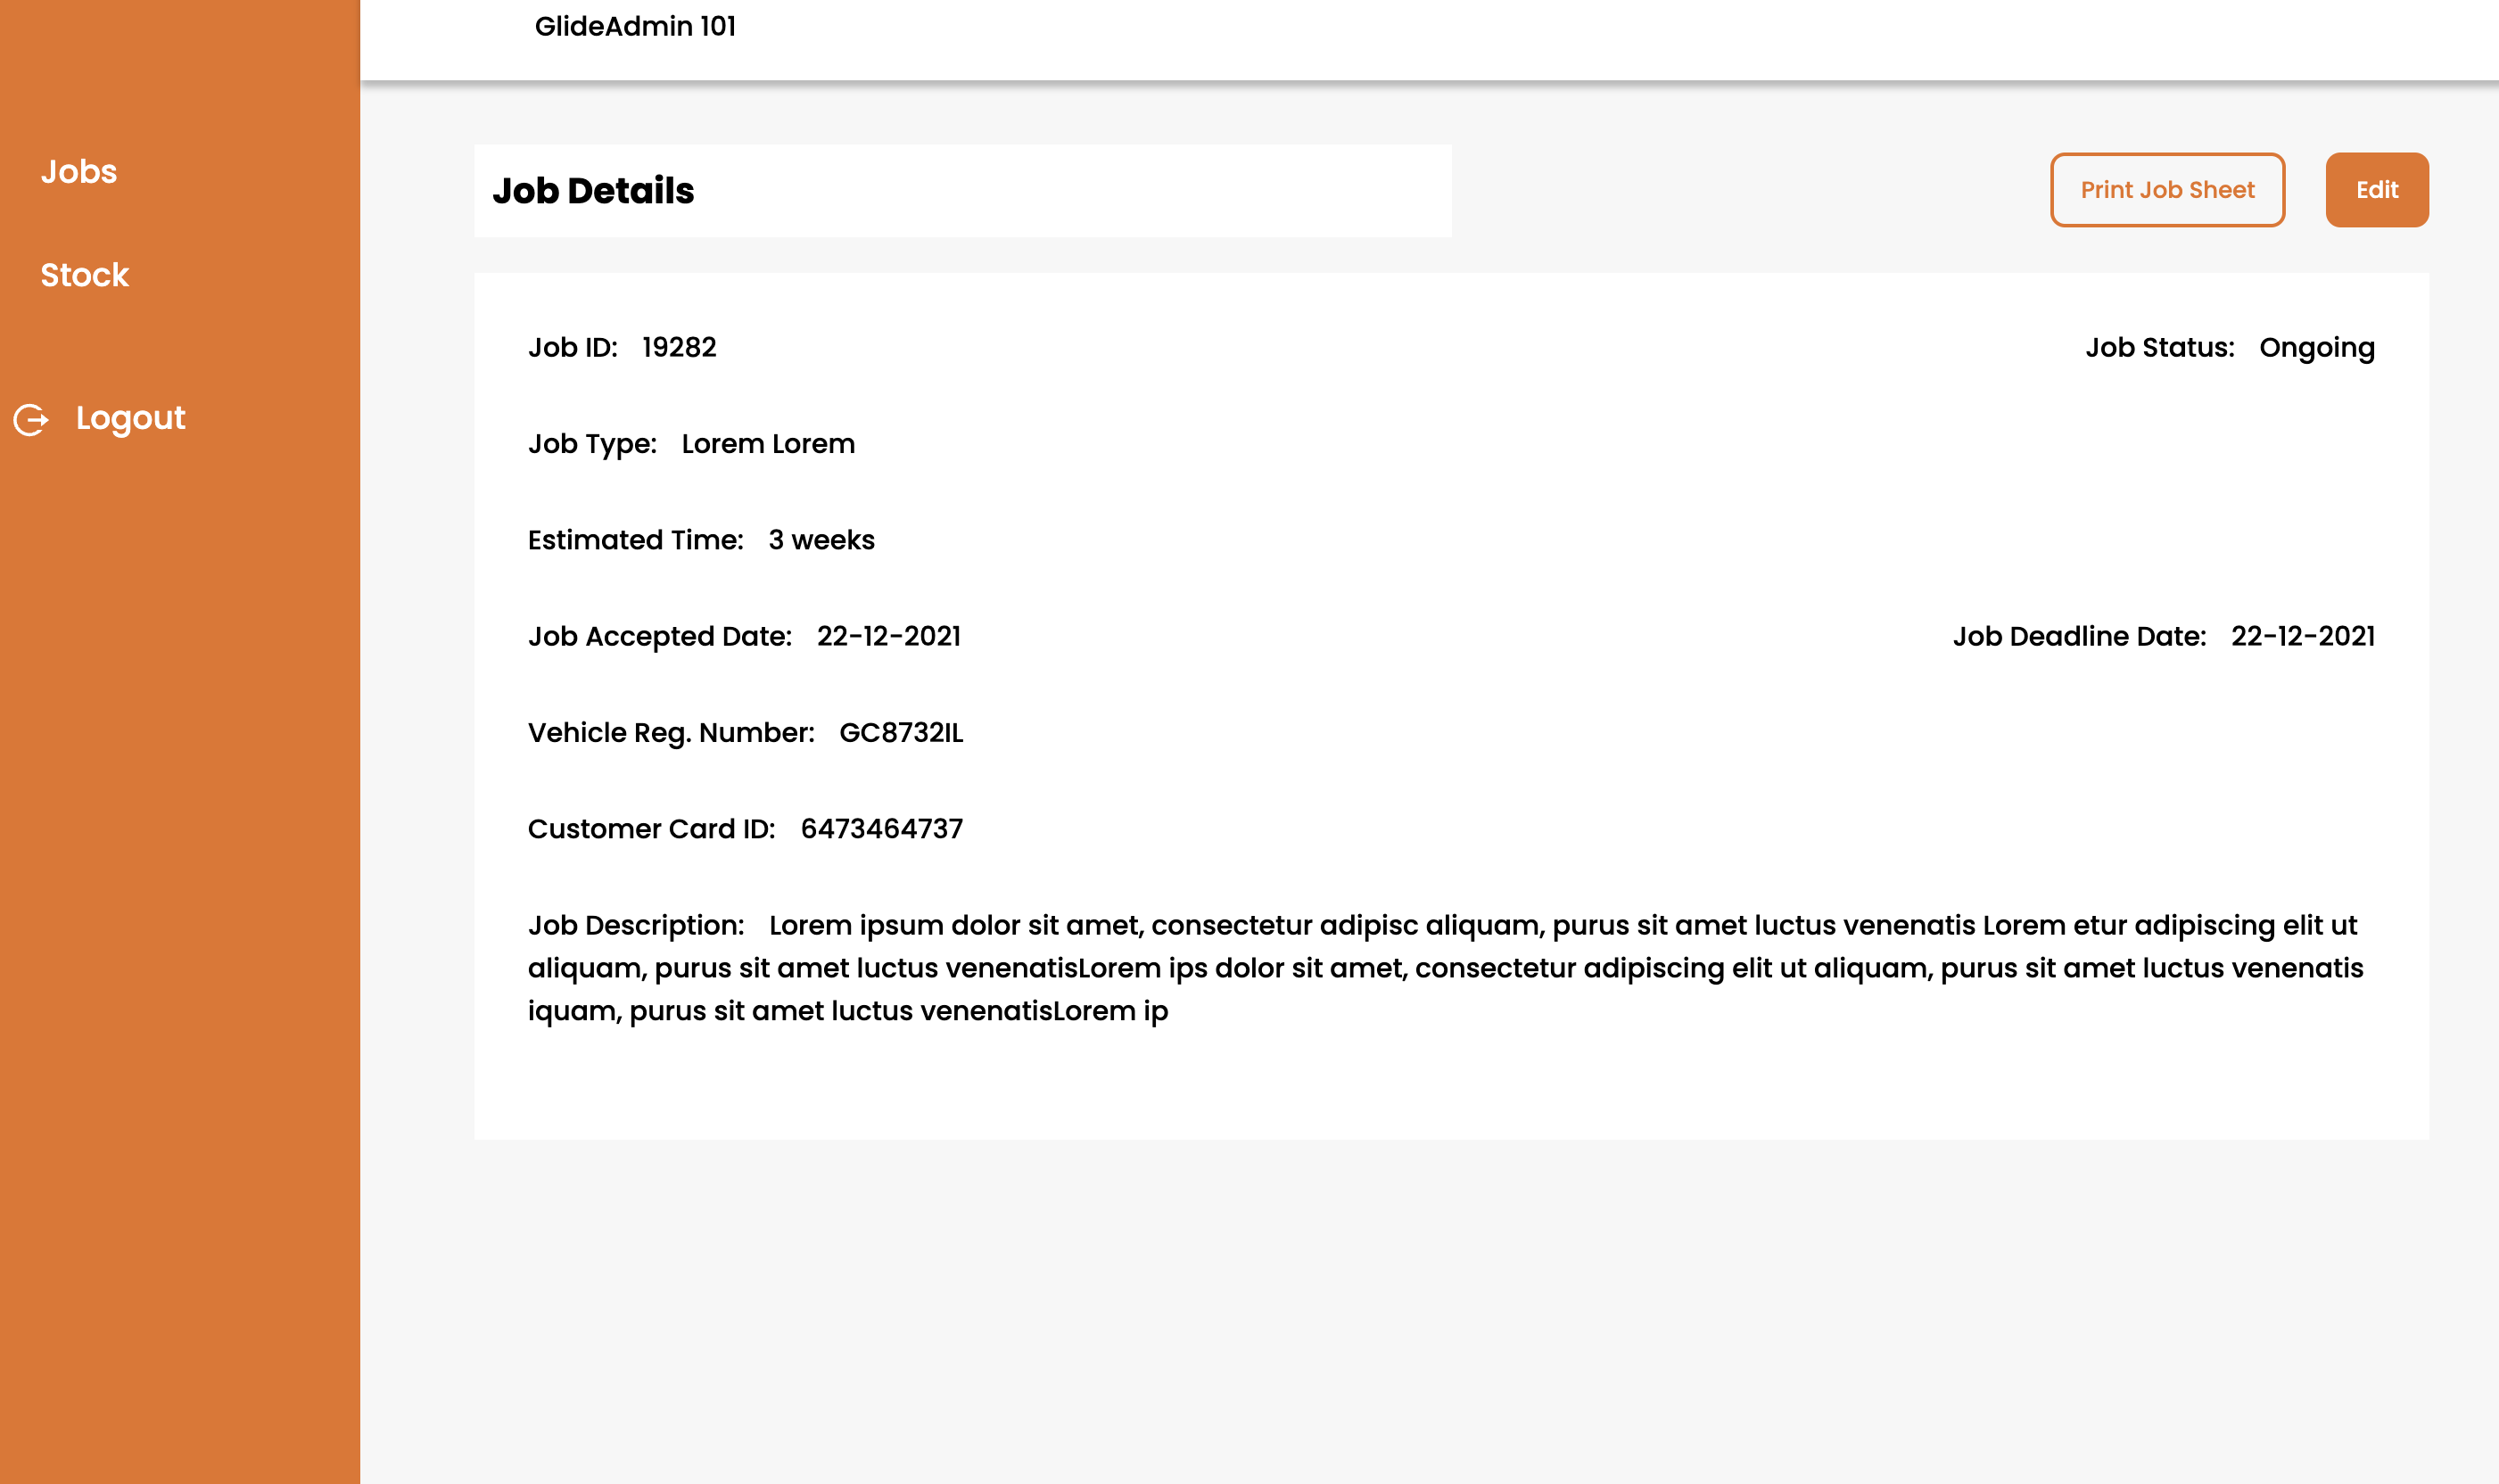 GlideAdmin 101
Jobs
Stock
Logout
Job Details
Print Job Sheet
Edit
Job ID: 19282
Job Status: Ongoing
Job Type: Lorem Lorem
Estimated Time: 3 weeks
Job Accepted Date: 22-12-2021
Job Deadline Date: 22-12-2021
Vehicle Reg. Number: GC8732IL
Customer Card ID: 6473464737
Job Description: Lorem ipsum dolor sit amet, consectetur adipisc aliquam, purus sit amet luctus venenatis Lorem etur adipiscing elit ut
aliquam, purus sit amet luctus venenatisLorem ips dolor sit amet, consectetur adipiscing elit ut aliquam, purus sit amet luctus venenatis
iquam, purus sit amet luctus venenatisLorem ip